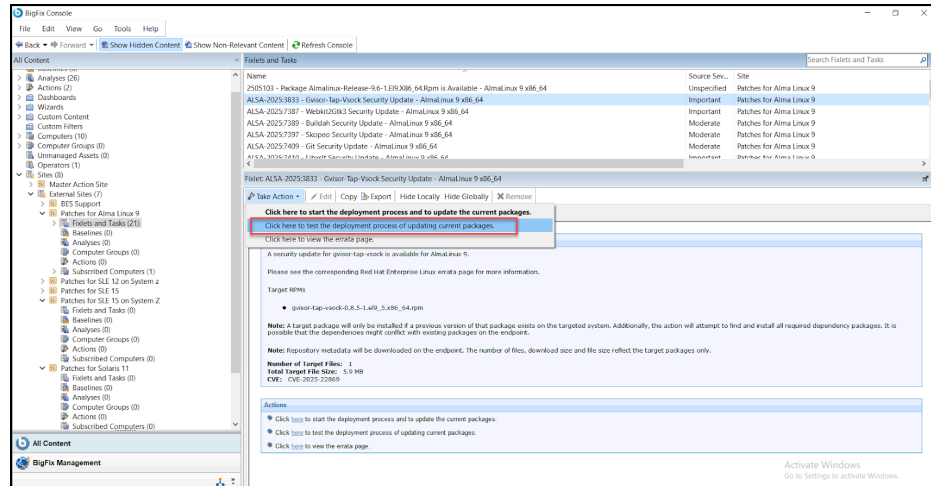 BigFix Console
File Edit View Go Tools Help
Back Forward Show Hidden Content Show Non-Relevant Content Refresh Console
All Content
Analyses (26)
Actions (2)
Dashboards
Wizards
Custom Content
Custom Filters
Computers (10)
Computer Groups (0)
Unmanaged Assets (0)
Operators (1)
Sites (8)
Master Action Site
External Sites (7)
BES Support
Patches for Alma Linux 9
Fixlets and Tasks (21)
Baselines (0)
Analyses (0)
Computer Groups (0)
Actions (0)
Subscribed Computers (1)
Patches for SLE 12 on System z
Patches for SLE 15
Patches for SLE 15 on System Z
Fixlets and Tasks (0)
Baselines (0)
Analyses (0)
Computer Groups (0)
Actions (0)
Subscribed Computers (0)
Patches for Solaris 11
Fixlets and Tasks (0)
Baselines (0)
Analyses (0)
Computer Groups (0)
Actions (0)
Subscribed Computers (0)
All Content
BigFix Management
Fixlets and Tasks Search Fixlets and Tasks
Name Source Sev... Site
2505103 - Package Almalinux-Release-9.6-1.El9.X86_64.Rpm is Available - AlmaLinux 9 x86_64 Unspecified Patches for Alma Linux 9
ALSA-2025:3833 - Gvisor-Tap-Vsock Security Update - AlmaLinux 9 x86_64 Important Patches for Alma Linux 9
ALSA-2025:7387 - Webkit2Gtk3 Security Update - AlmaLinux 9 x86_64 Important Patches for Alma Linux 9
ALSA-2025:7389 - Buildah Security Update - AlmaLinux 9 x86_64 Moderate Patches for Alma Linux 9
ALSA-2025:7397 - Skopeo Security Update - AlmaLinux 9 x86_64 Moderate Patches for Alma Linux 9
ALSA-2025:7409 - Git Security Update - AlmaLinux 9 x86_64 Moderate Patches for Alma Linux 9
ALSA-2025:7410 - Libxslt Security Update - AlmaLinux 9 x86_64 Important Patches for Alma Linux 9
Fixlet: ALSA-2025:3833 - Gvisor-Tap-Vsock Security Update - AlmaLinux 9 x86_64
Take Action Edit Copy Export Hide Locally Hide Globally Remove
Click here to start the deployment process and to update the current packages.
Click here to test the deployment process of updating current packages.
Click here to view the errata page.
A security update for gvisor-tap-vsock is available for AlmaLinux 9.
Please see the corresponding Red Hat Enterprise Linux errata page for more information.
Target RPMs
gvisor-tap-vsock-0.8.5-1.el9_5.x86_64.rpm
Note: A target package will only be installed if a previous version of that package exists on the targeted system. Additionally, the action will attempt to find and install all required dependency packages. It is
possible that the dependencies might conflict with existing packages on the endpoint.
Note: Repository metadata will be downloaded on the endpoint. The number of files, download size and file size reflect the target packages only.
Number of Target Files: 1
Total Target File Size: 5.9 MB
CVE: CVE-2025-22869
Actions
Click here to start the deployment process and to update the current packages.
Click here to test the deployment process of updating current packages.
Click here to view the errata page.
Activate Windows
Go to Settings to activate Windows.